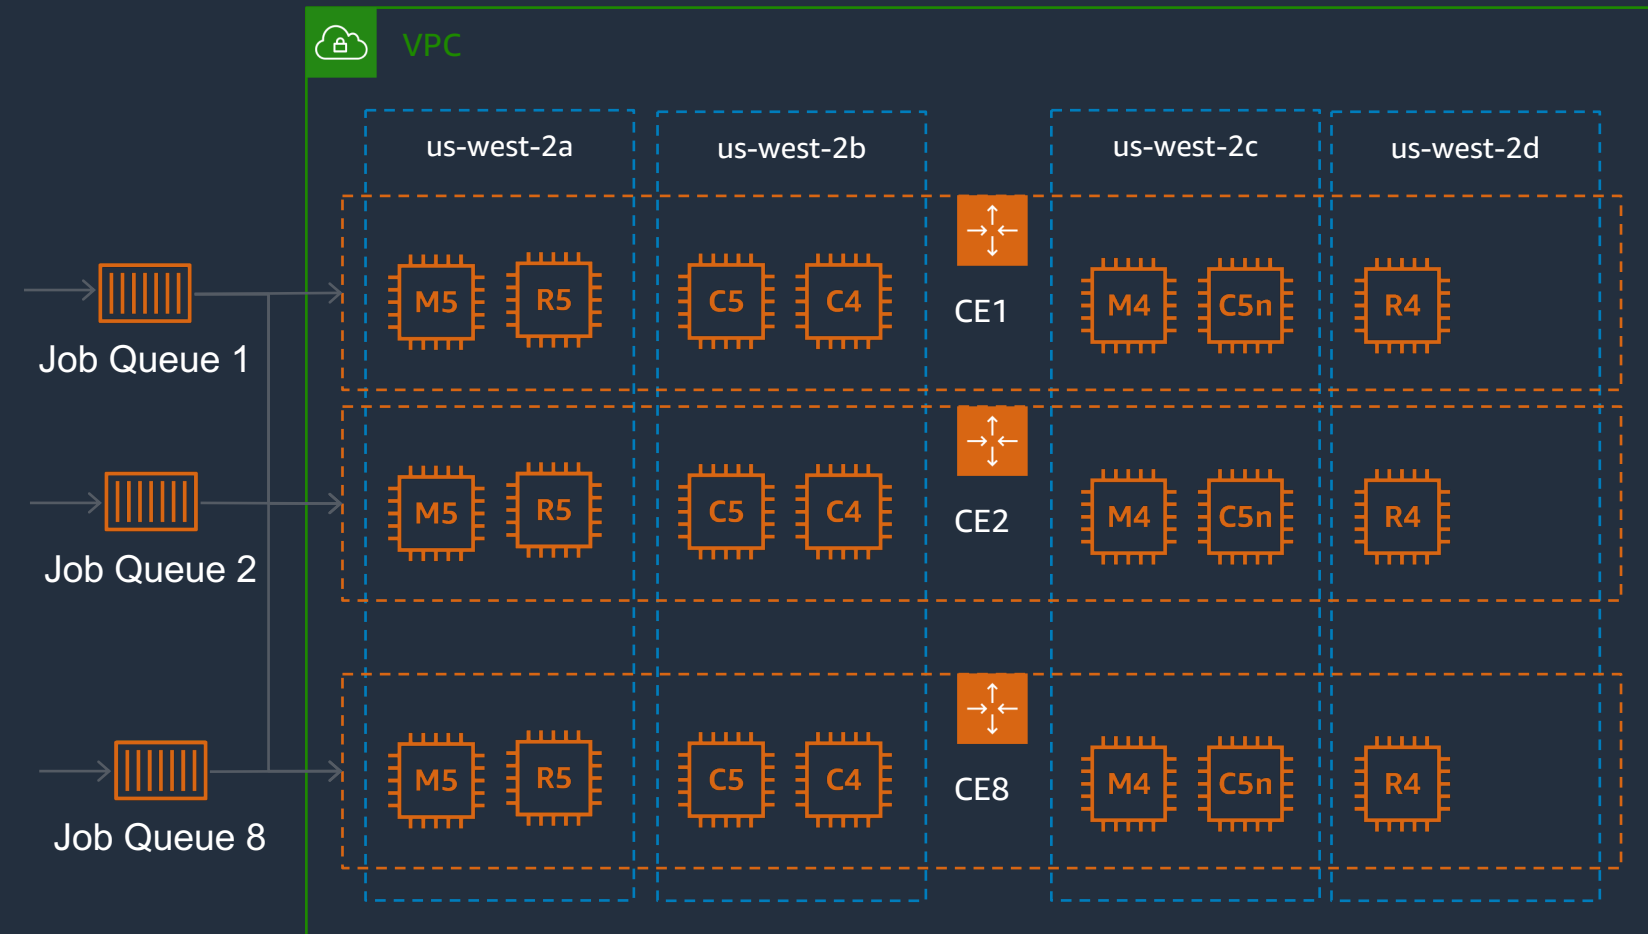 VPC
us-west-2a
us-west-2b
us-west-2c
us-west-2d
Job Queue 1
M5
R5
C5
C4
CE1
M4
C5n
R4
Job Queue 2
M5
R5
C5
C4
CE2
M4
C5n
R4
Job Queue 8
M5
R5
C5
C4
CE8
M4
C5n
R4